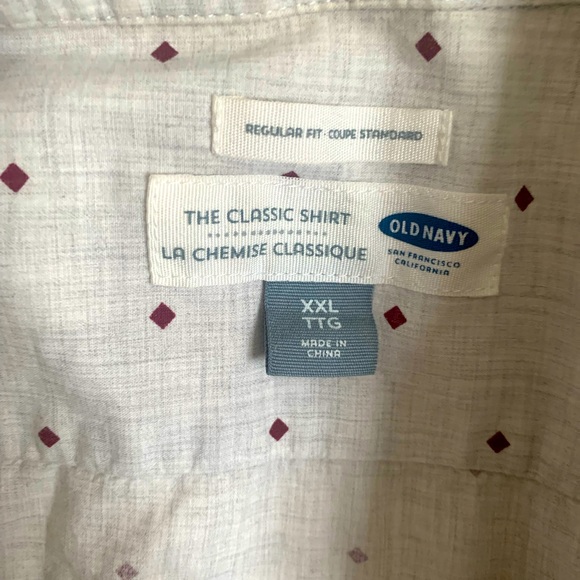 REGULAR FIT · COUPE STANDARD
THE CLASSIC SHIRT
LA CHEMISE CLASSIQUE
OLD NAVY
SAN FRANCISCO
CALIFORNIA
XXL
TTG
MADE IN
CHINA